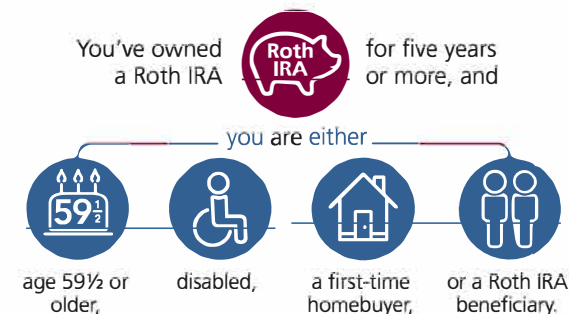 You've owned
a Roth IRA
Roth
IRA
for five years
or more, and
you are either
59½
age 59½ or
older,
disabled,
a first-time
homebuyer,
or a Roth IRA
beneficiary.